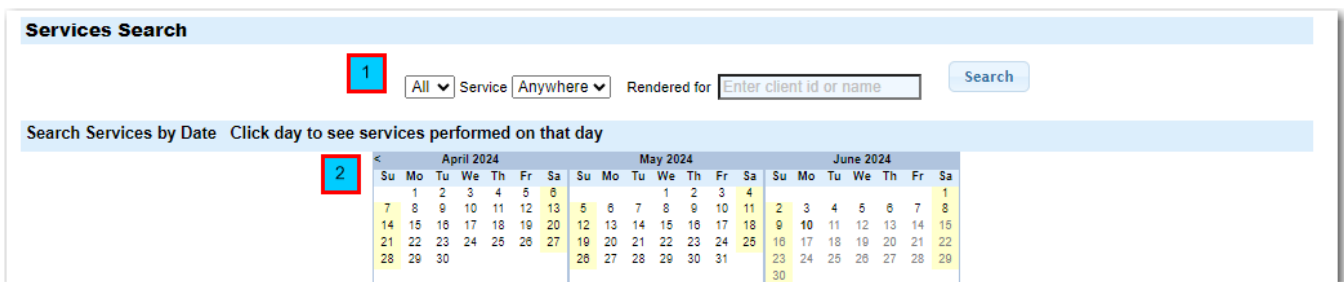 Services Search
1
All Service Anywhere Rendered for Enter client id or name Search
Search Services by Date Click day to see services performed on that day
2
< April 2024 May 2024 June 2024
Su Mo Tu We Th Fr Sa Su Mo Tu We Th Fr Sa Su Mo Tu We Th Fr Sa
1 2 3 4 5 6 1 2 3 4 1
7 8 9 10 11 12 13 5 6 7 8 9 10 11 2 3 4 5 6 7 8
14 15 16 17 18 19 20 12 13 14 15 16 17 18 9 10 11 12 13 14 15
21 22 23 24 25 26 27 19 20 21 22 23 24 25 16 17 18 19 20 21 22
28 29 30 26 27 28 29 30 31 23 24 25 26 27 28 29
30